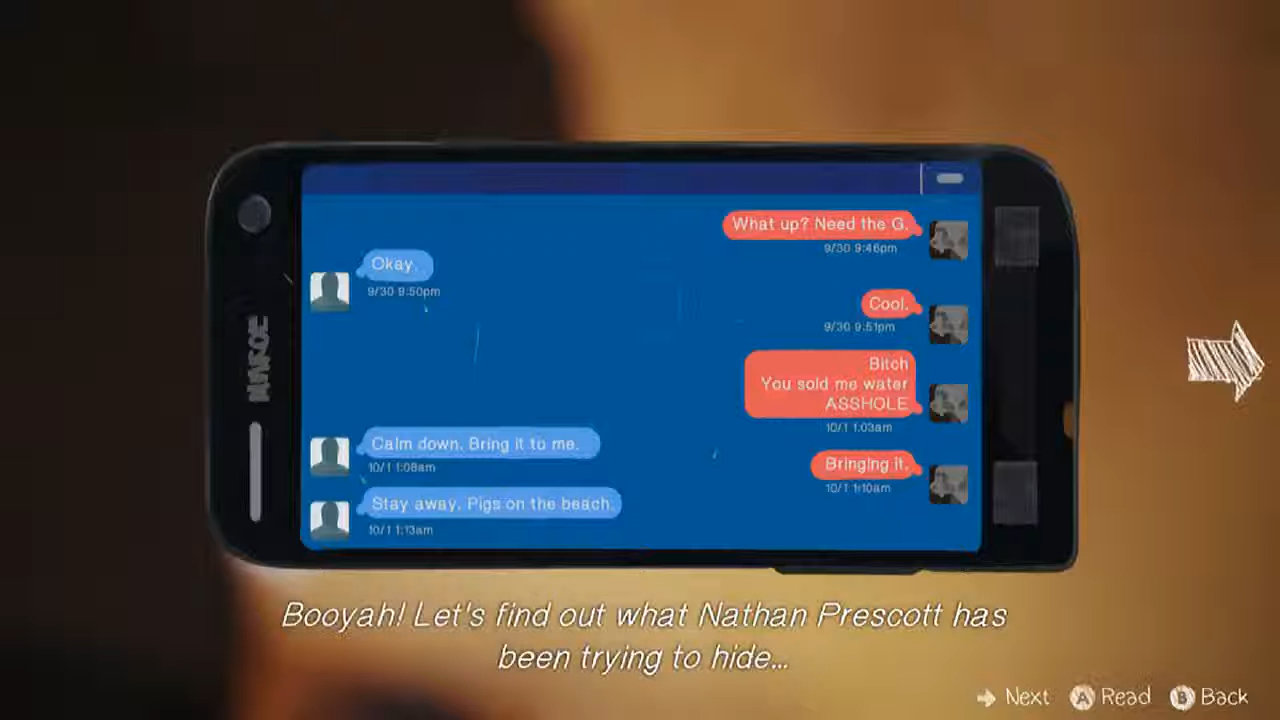 What up? Need the G.
9/30 9:46pm
Okay.
9/30 9:50pm
Cool.
9/30 9:51pm
Bitch
You sold me water
ASSHOLE
10/1 1:03am
Calm down. Bring it to me.
10/1 1:08am
Bringing it.
10/1 1:10am
Stay away. Pigs on the beach.
10/1 1:13am
Booyah! Let's find out what Nathan Prescott has
been trying to hide...
Next
A Read
B Back